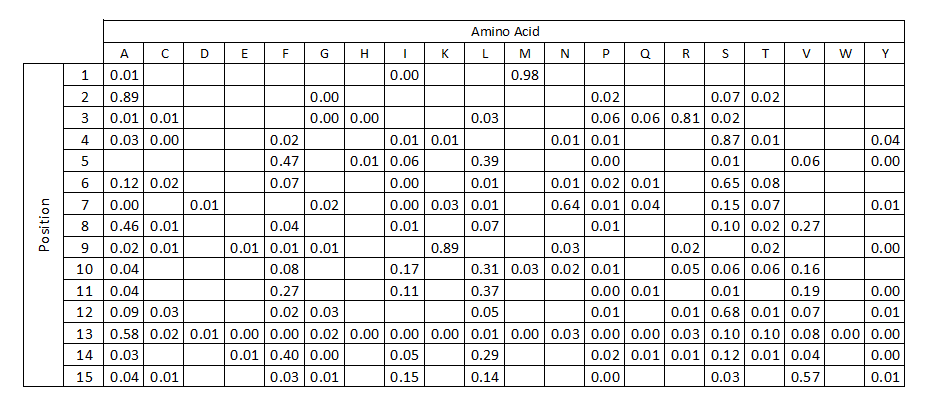 Amino Acid
A C D E F G H I K L M N P Q R S T V W Y
Position
1 0.01 0.00 0.98
2 0.89 0.00 0.02 0.07 0.02
3 0.01 0.01 0.00 0.00 0.03 0.06 0.06 0.81 0.02
4 0.03 0.00 0.02 0.01 0.01 0.01 0.01 0.87 0.01 0.04
5 0.47 0.01 0.06 0.39 0.00 0.01 0.06 0.00
6 0.12 0.02 0.07 0.00 0.01 0.01 0.02 0.01 0.65 0.08
7 0.00 0.01 0.02 0.00 0.03 0.01 0.64 0.01 0.04 0.15 0.07 0.01
8 0.46 0.01 0.04 0.01 0.07 0.01 0.10 0.02 0.27
9 0.02 0.01 0.01 0.01 0.01 0.89 0.03 0.02 0.02 0.00
10 0.04 0.08 0.17 0.31 0.03 0.02 0.01 0.05 0.06 0.06 0.16
11 0.04 0.27 0.11 0.37 0.00 0.01 0.01 0.19 0.00
12 0.09 0.03 0.02 0.03 0.05 0.01 0.01 0.68 0.01 0.07 0.01
13 0.58 0.02 0.01 0.00 0.00 0.02 0.00 0.00 0.00 0.01 0.00 0.03 0.00 0.00 0.03 0.10 0.10 0.08 0.00 0.00
14 0.03 0.01 0.40 0.00 0.05 0.29 0.02 0.01 0.01 0.12 0.01 0.04 0.00
15 0.04 0.01 0.03 0.01 0.15 0.14 0.00 0.03 0.57 0.01